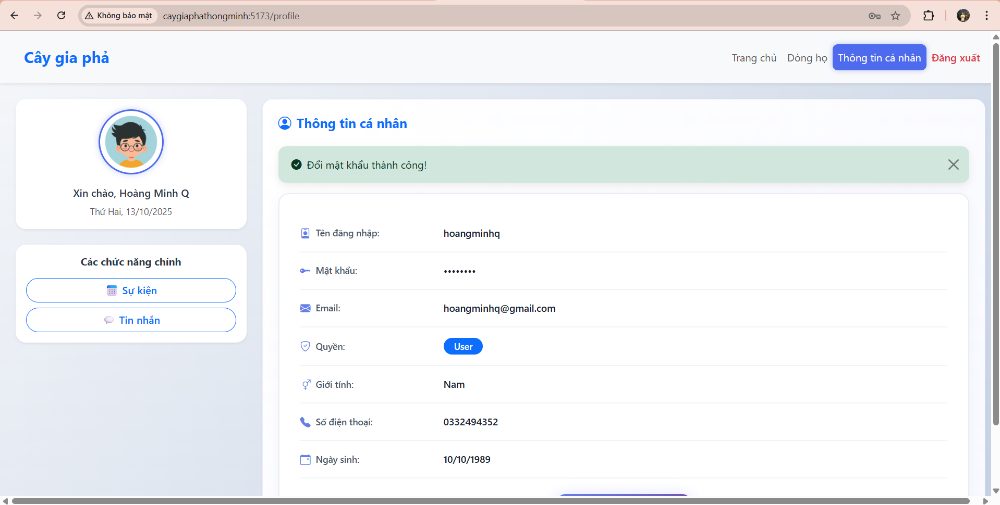 Không bảo mật
caygiaphathongminh:5173/profile
Cây gia phả
Trang chủ
Dòng họ
Thông tin cá nhân
Đăng xuất
Xin chào, Hoàng Minh Q
Thứ Hai, 13/10/2025
Các chức năng chính
Sự kiện
Tin nhắn
Thông tin cá nhân
Đổi mật khẩu thành công!
Tên đăng nhập: hoangminhq
Mật khẩu: ••••••••
Email: hoangminhq@gmail.com
Quyền: User
Giới tính: Nam
Số điện thoại: 0332494352
Ngày sinh: 10/10/1989